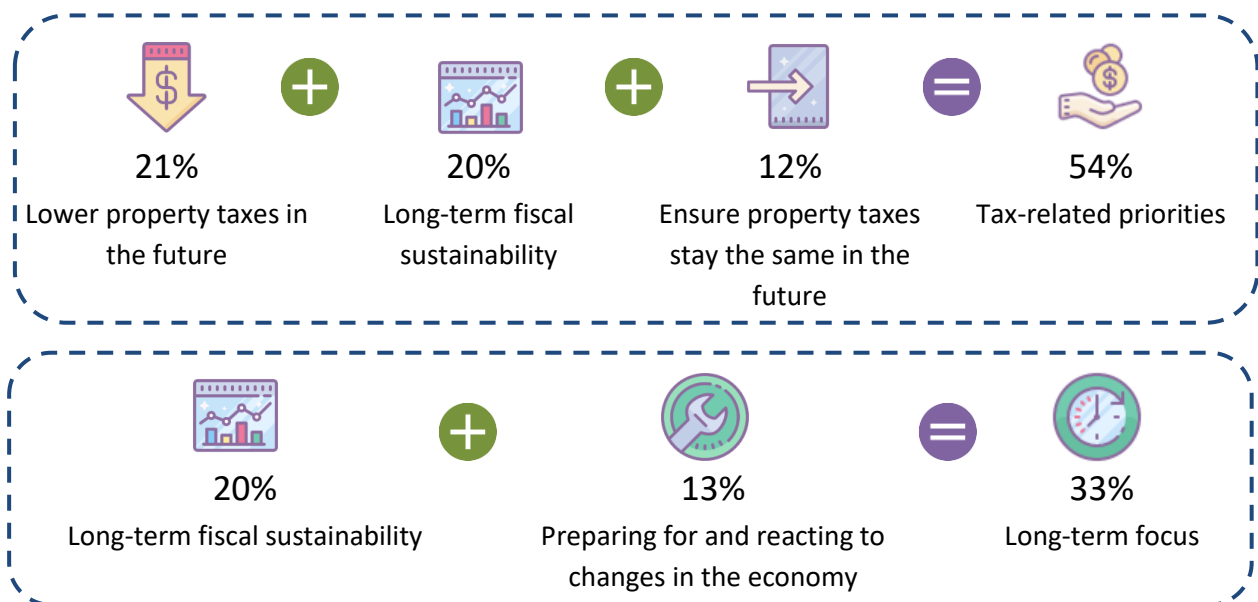 21%
20%
12%
54%
Lower property taxes in
the future
Long-term fiscal
sustainability
Ensure property taxes
stay the same in the
future
Tax-related priorities
20%
13%
33%
Long-term fiscal sustainability
Preparing for and reacting to
changes in the economy
Long-term focus